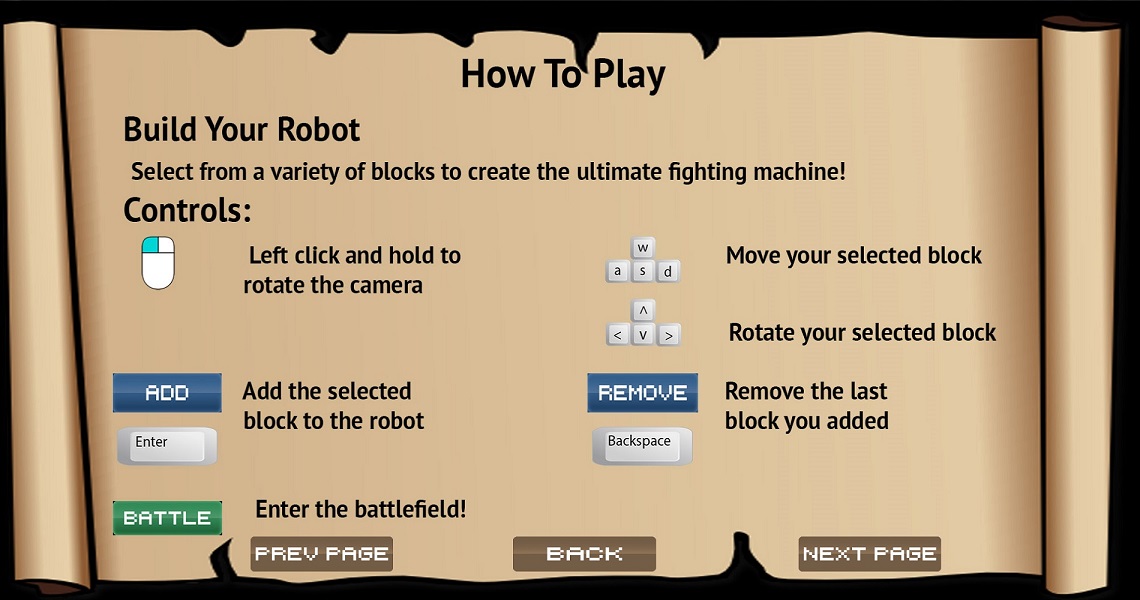 How To Play
Build Your Robot
Select from a variety of blocks to create the ultimate fighting machine!
Controls:
Left click and hold to
rotate the camera
w
a s d
Move your selected block
^
< v >
Rotate your selected block
ADD
Enter
Add the selected
block to the robot
REMOVE
Backspace
Remove the last
block you added
BATTLE
Enter the battlefield!
PREV PAGE
BACK
NEXT PAGE